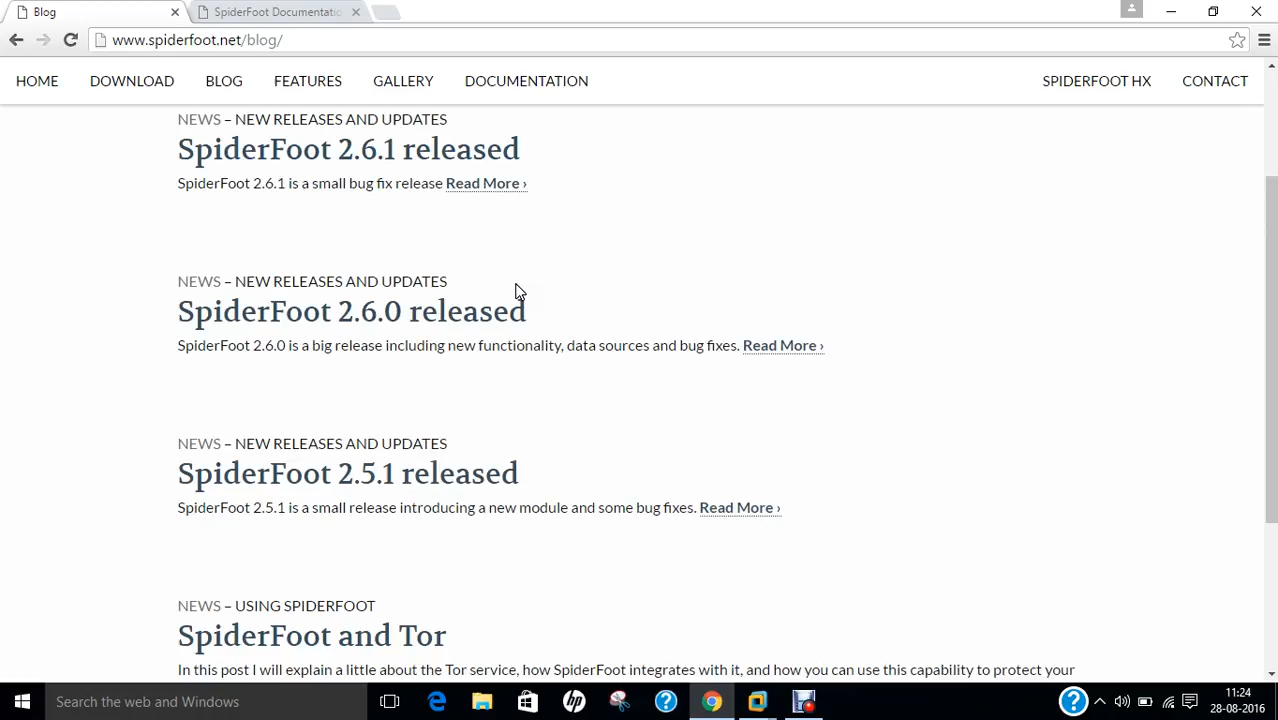 Blog
SpiderFoot Documentatio
www.spiderfoot.net/blog/
HOME DOWNLOAD BLOG FEATURES GALLERY DOCUMENTATION SPIDERFOOT HX CONTACT
NEWS – NEW RELEASES AND UPDATES
SpiderFoot 2.6.1 released
SpiderFoot 2.6.1 is a small bug fix release Read More ›
NEWS – NEW RELEASES AND UPDATES
SpiderFoot 2.6.0 released
SpiderFoot 2.6.0 is a big release including new functionality, data sources and bug fixes. Read More ›
NEWS – NEW RELEASES AND UPDATES
SpiderFoot 2.5.1 released
SpiderFoot 2.5.1 is a small release introducing a new module and some bug fixes. Read More ›
NEWS – USING SPIDERFOOT
SpiderFoot and Tor
In this post I will explain a little about the Tor service, how SpiderFoot integrates with it, and how you can use this capability to protect your
Search the web and Windows
hp
11:24
28-08-2016